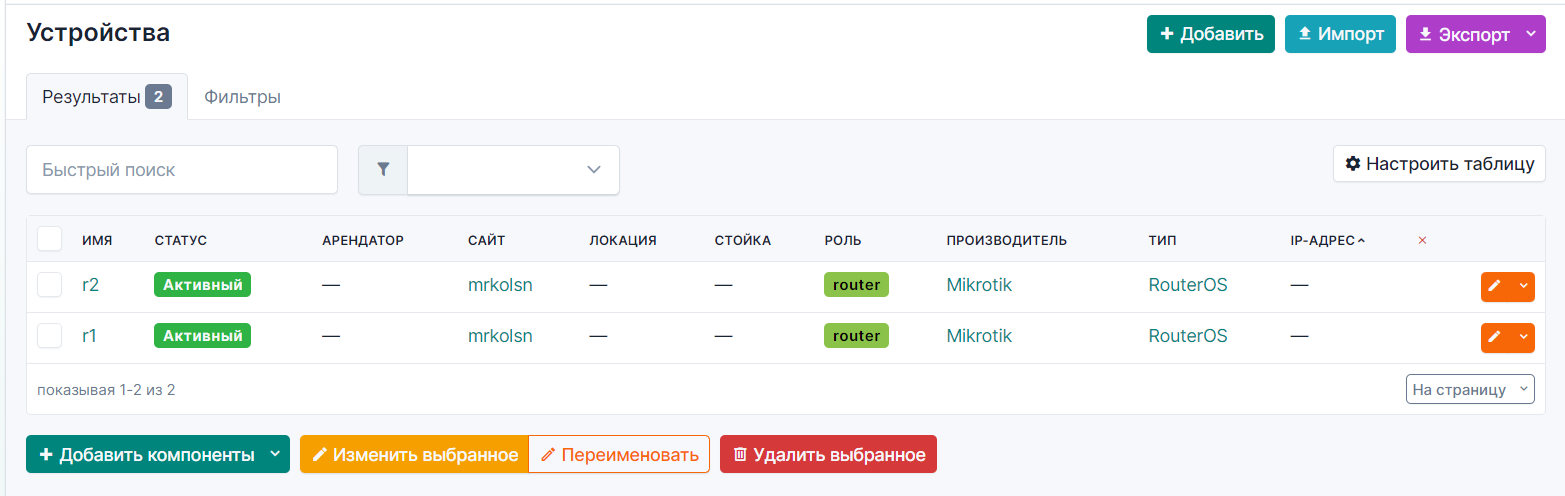 Устройства
Добавить Импорт Экспорт
Результаты 2 Фильтры
Быстрый поиск
Настроить таблицу
ИМЯ СТАТУС АРЕНДАТОР САЙТ ЛОКАЦИЯ СТОЙКА РОЛЬ ПРОИЗВОДИТЕЛЬ ТИП IP-АДРЕС
r2 Активный — mrkolsn — — router Mikrotik RouterOS —
r1 Активный — mrkolsn — — router Mikrotik RouterOS —
показывая 1-2 из 2 На страницу
Добавить компоненты Изменить выбранное Переименовать Удалить выбранное